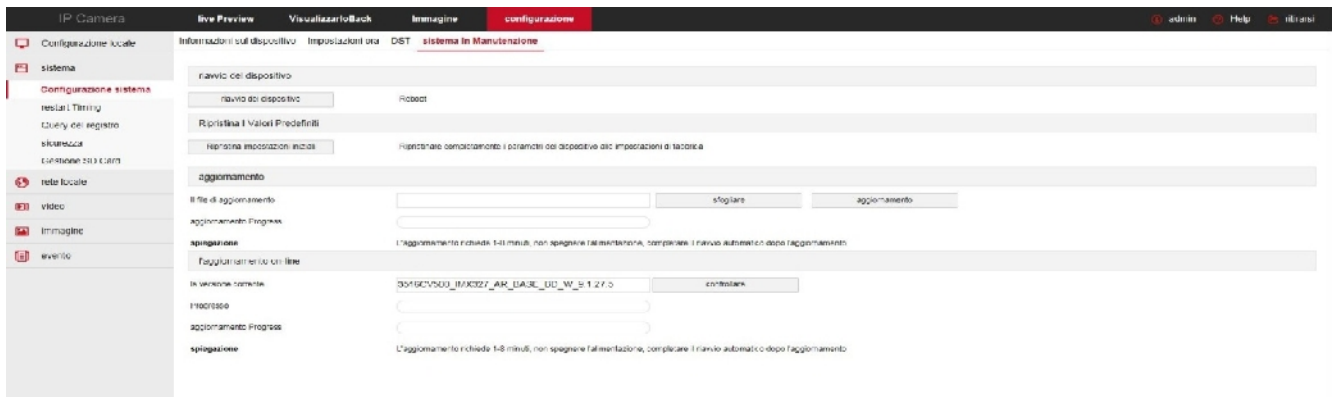 IP Camera live Preview VisualizzarloBack Immagine configurazione admin Help ritirarsi
Configurazione locale Informazioni sul dispositivo Impostazioni ora DST sistema In Manutenzione
sistema
riavvio del dispositivo
Configurazione sistema
riavvio del dispositivo Reboot
restart Timing
Query del registro Ripristina I Valori Predefiniti
sicurezza
Ripristina impostazioni iniziali Ripristinare completamente i parametri del dispositivo alle impostazioni di fabbrica
Gestione SD Card
rete locale aggiornamento
video Il file di aggiornamento sfogliare aggiornamento
aggiornamento Progress
immagine
spiegazione L'aggiornamento richiede 1-8 minuti, non spegnere l'alimentazione, completare il riavvio automatico dopo l'aggiornamento
evento l'aggiornamento on-line
la versione corrente 3516CV500_IMX327_AR_BASE_BD_W_9.1.27.5 controllare
Progresso
aggiornamento Progress
spiegazione L'aggiornamento richiede 1-8 minuti, non spegnere l'alimentazione, completare il riavvio automatico dopo l'aggiornamento